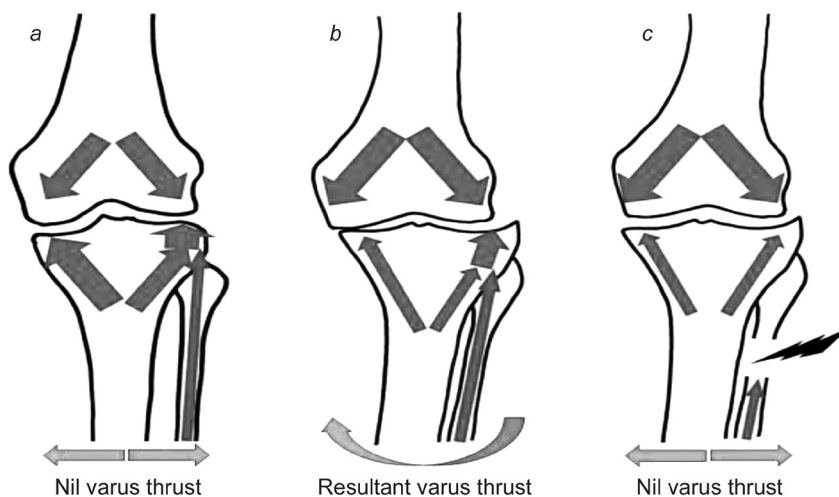 a
b
c
Nil varus thrust
Resultant varus thrust
Nil varus thrust